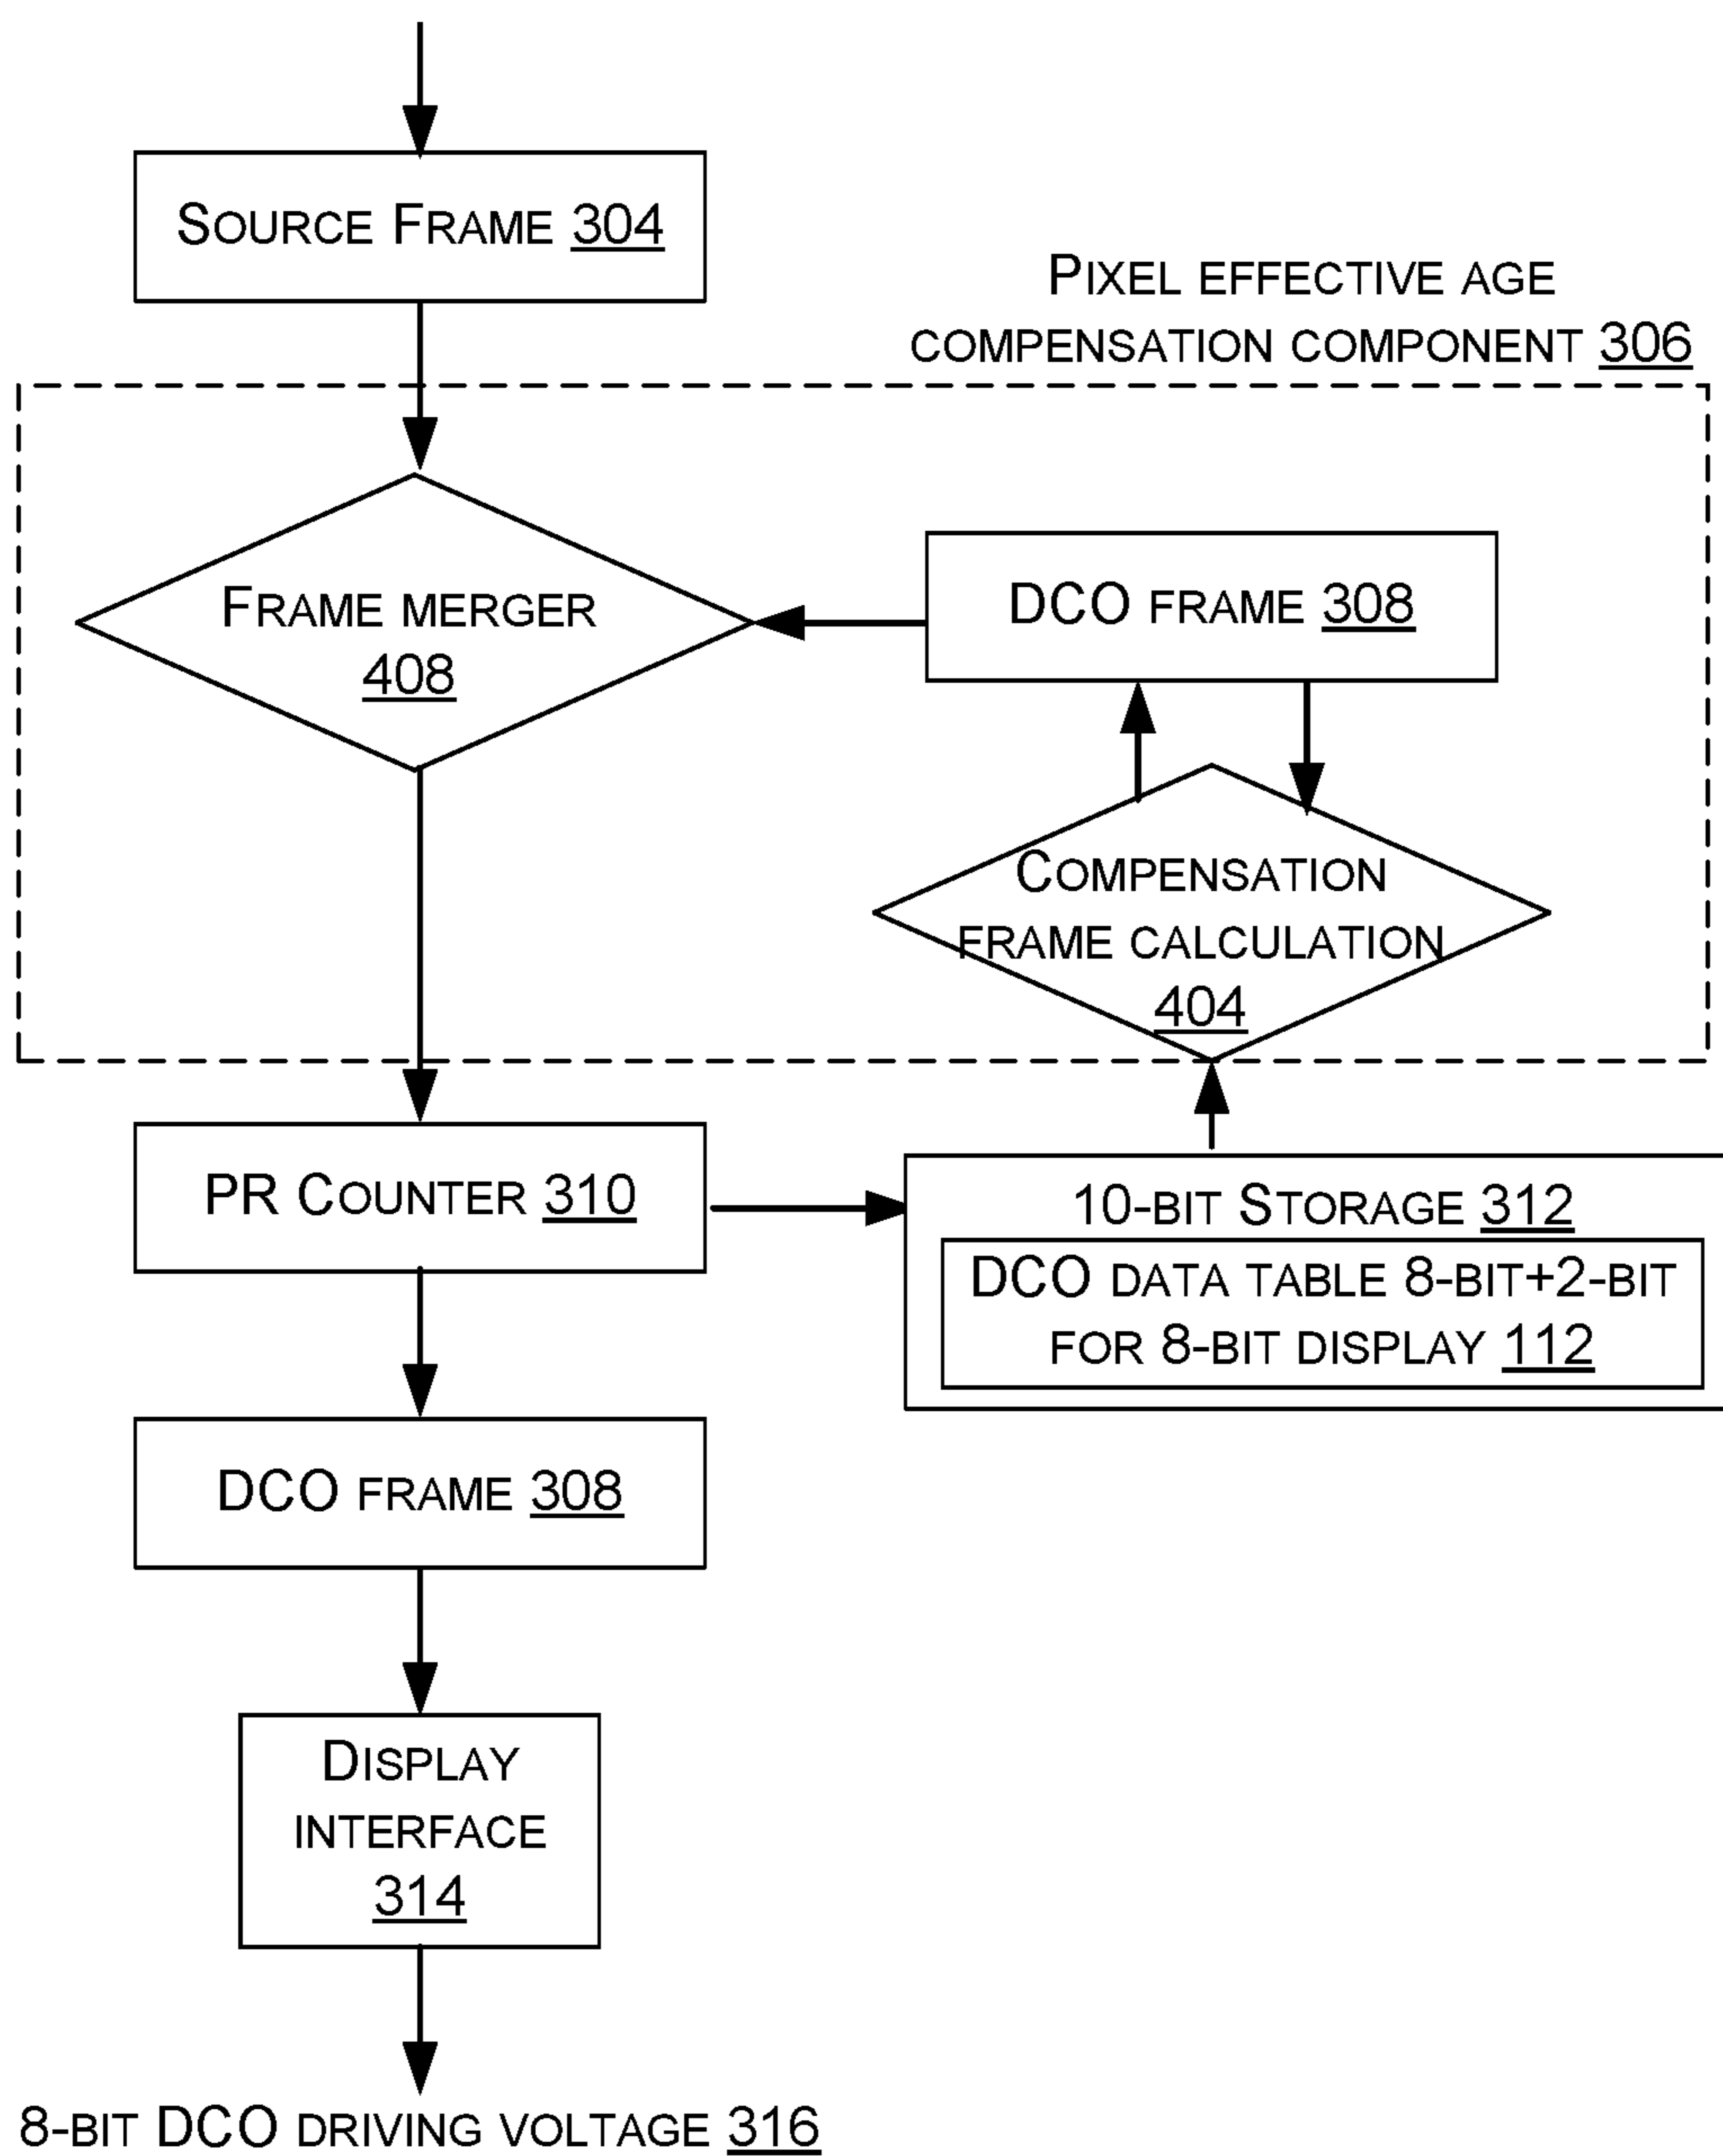 Source Frame 304
Pixel effective age
compensation component 306
Frame merger
408
DCO frame 308
Compensation
frame calculation
404
PR Counter 310
10-bit Storage 312
DCO data table 8-bit+2-bit
for 8-bit display 112
DCO frame 308
Display
interface
314
8-bit DCO driving voltage 316